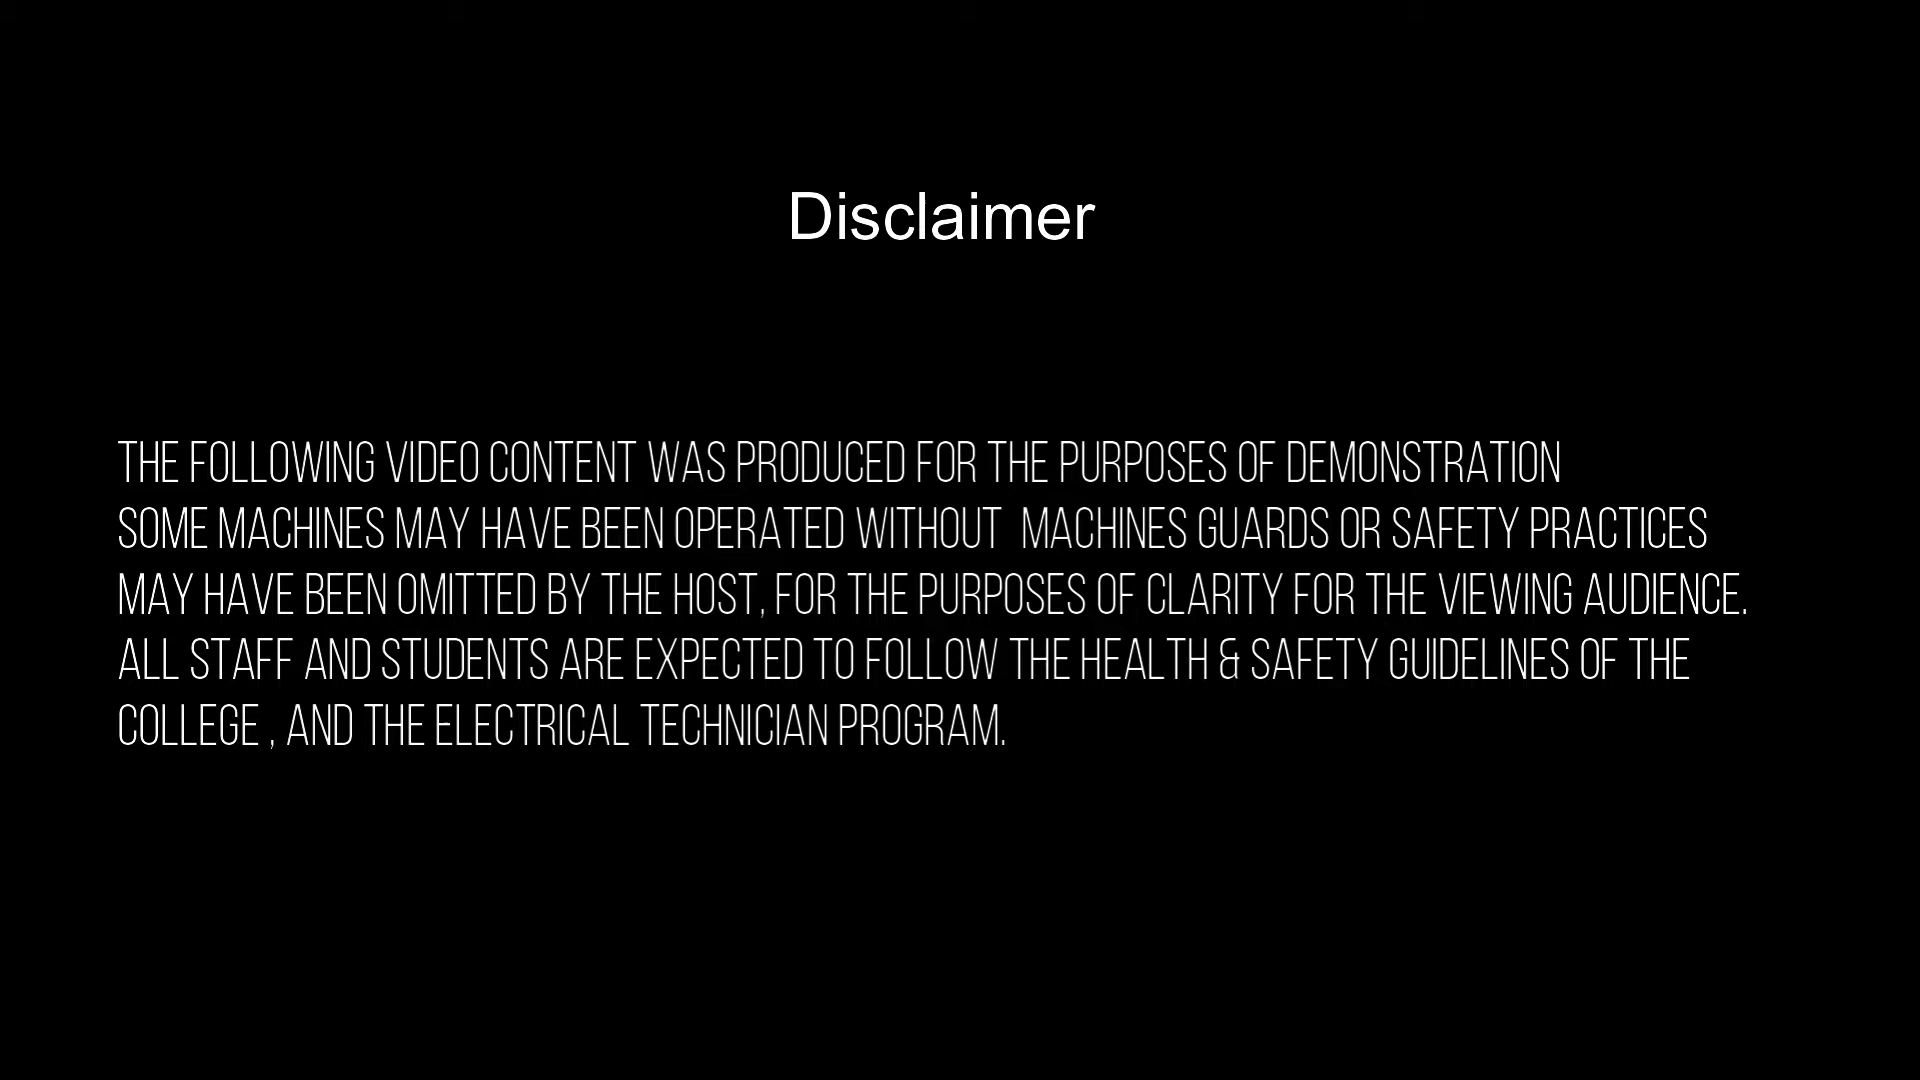 Disclaimer
THE FOLLOWING VIDEO CONTENT WAS PRODUCED FOR THE PURPOSES OF DEMONSTRATION
SOME MACHINES MAY HAVE BEEN OPERATED WITHOUT  MACHINES GUARDS OR SAFETY PRACTICES
MAY HAVE BEEN OMITTED BY THE HOST, FOR THE PURPOSES OF CLARITY FOR THE VIEWING AUDIENCE.
ALL STAFF AND STUDENTS ARE EXPECTED TO FOLLOW THE HEALTH & SAFETY GUIDELINES OF THE
COLLEGE , AND THE ELECTRICAL TECHNICIAN PROGRAM.